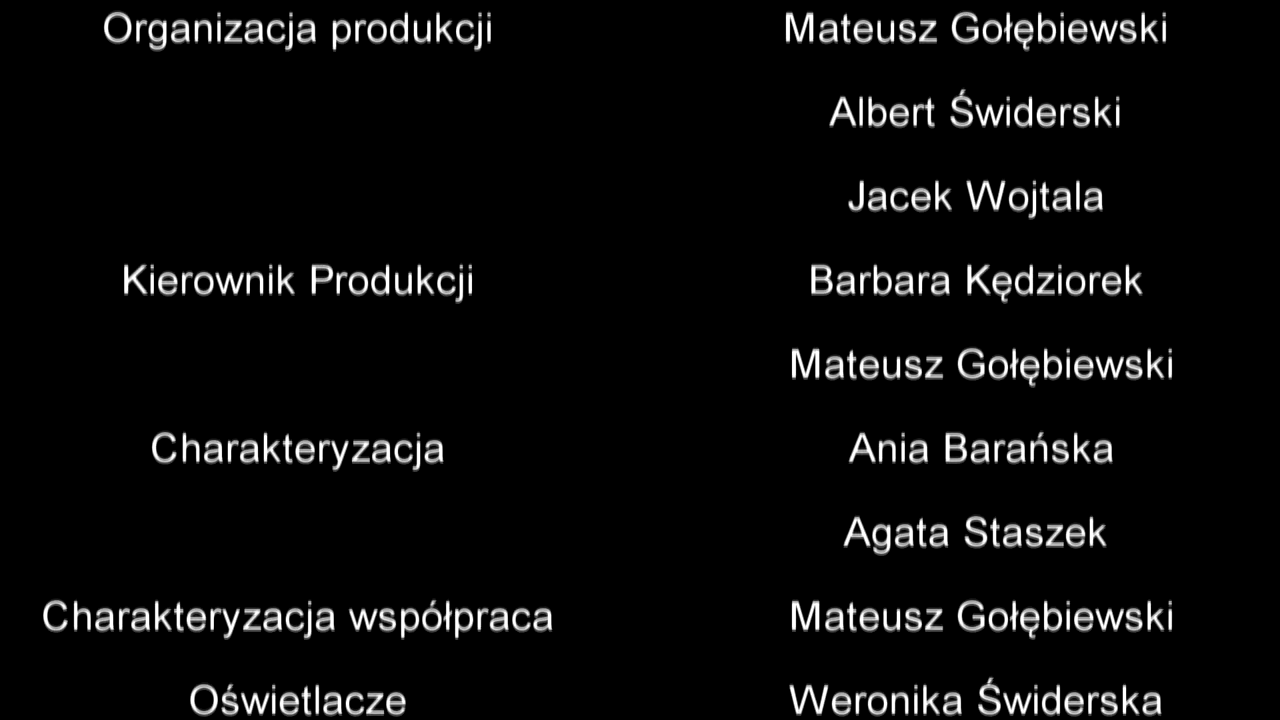 Organizacja produkcji Mateusz Gołębiewski
Albert Świderski
Jacek Wojtala
Kierownik Produkcji Barbara Kędziorek
Mateusz Gołębiewski
Charakteryzacja Ania Barańska
Agata Staszek
Charakteryzacja współpraca Mateusz Gołębiewski
Oświetlacze Weronika Świderska